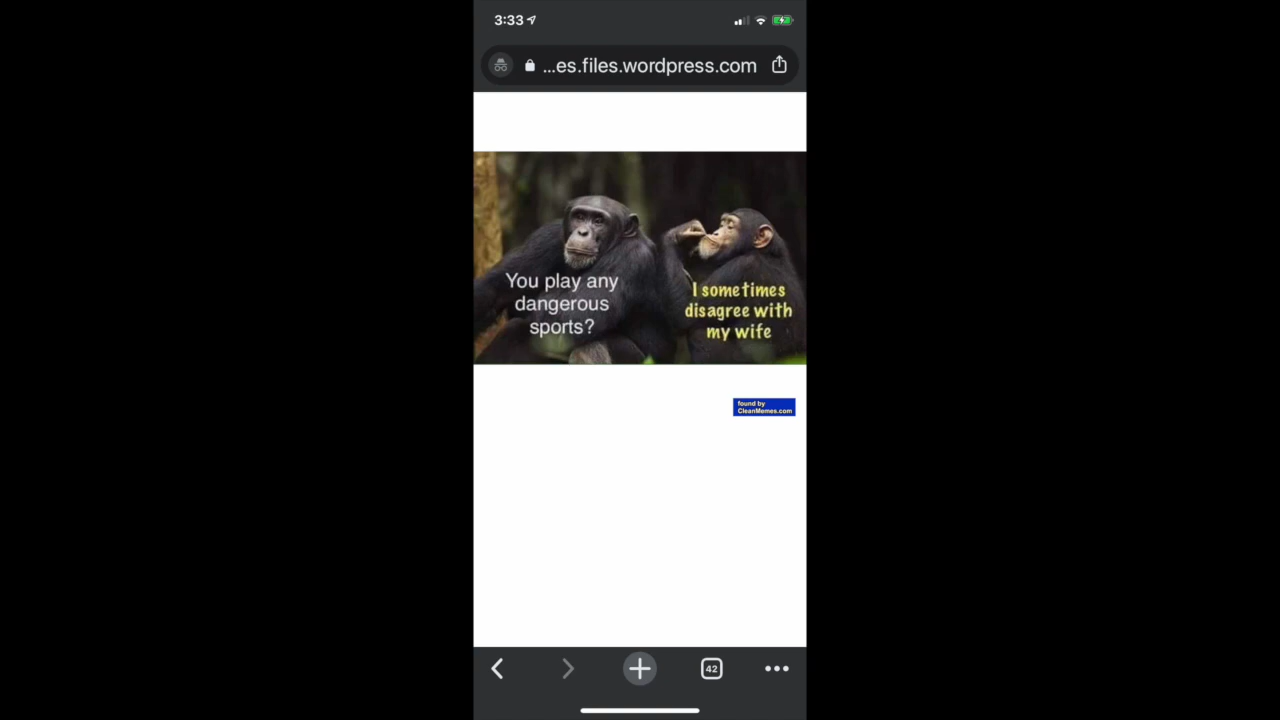 3:33
...es.files.wordpress.com
You play any
dangerous
sports?
I sometimes
disagree with
my wife
found by
CleanMemes.com
42